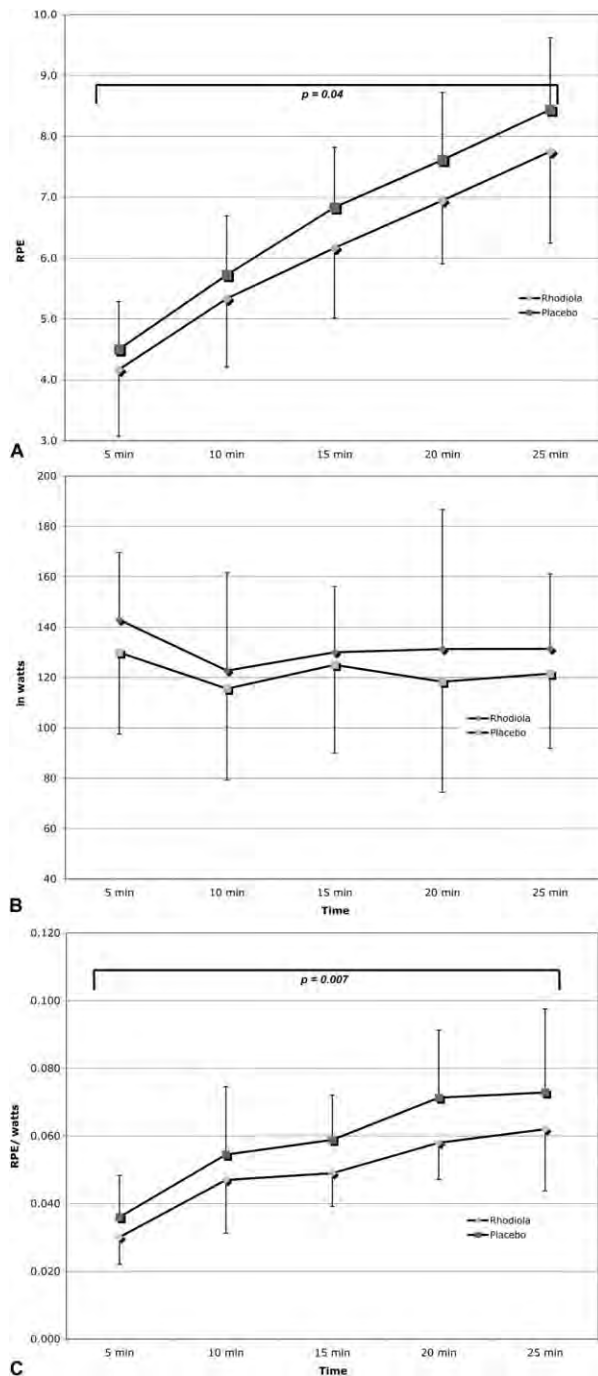 10.0
9.0
p = 0.04
8.0
7.0
RPE
6.0
Rhodiola
Placebo
5.0
4.0
3.0
A
5 min 10 min 15 min 20 min 25 min
200
180
160
140
In watts
120
100
Rhodiola
Placebo
80
60
40
5 min 10 min 15 min 20 min 25 min
B
Time
0.120
p = 0.007
0.100
0.080
RPE/ watts
0.060
0.040
Rhodiola
Placebo
0.020
0.000
5 min 10 min 15 min 20 min 25 min
C
Time